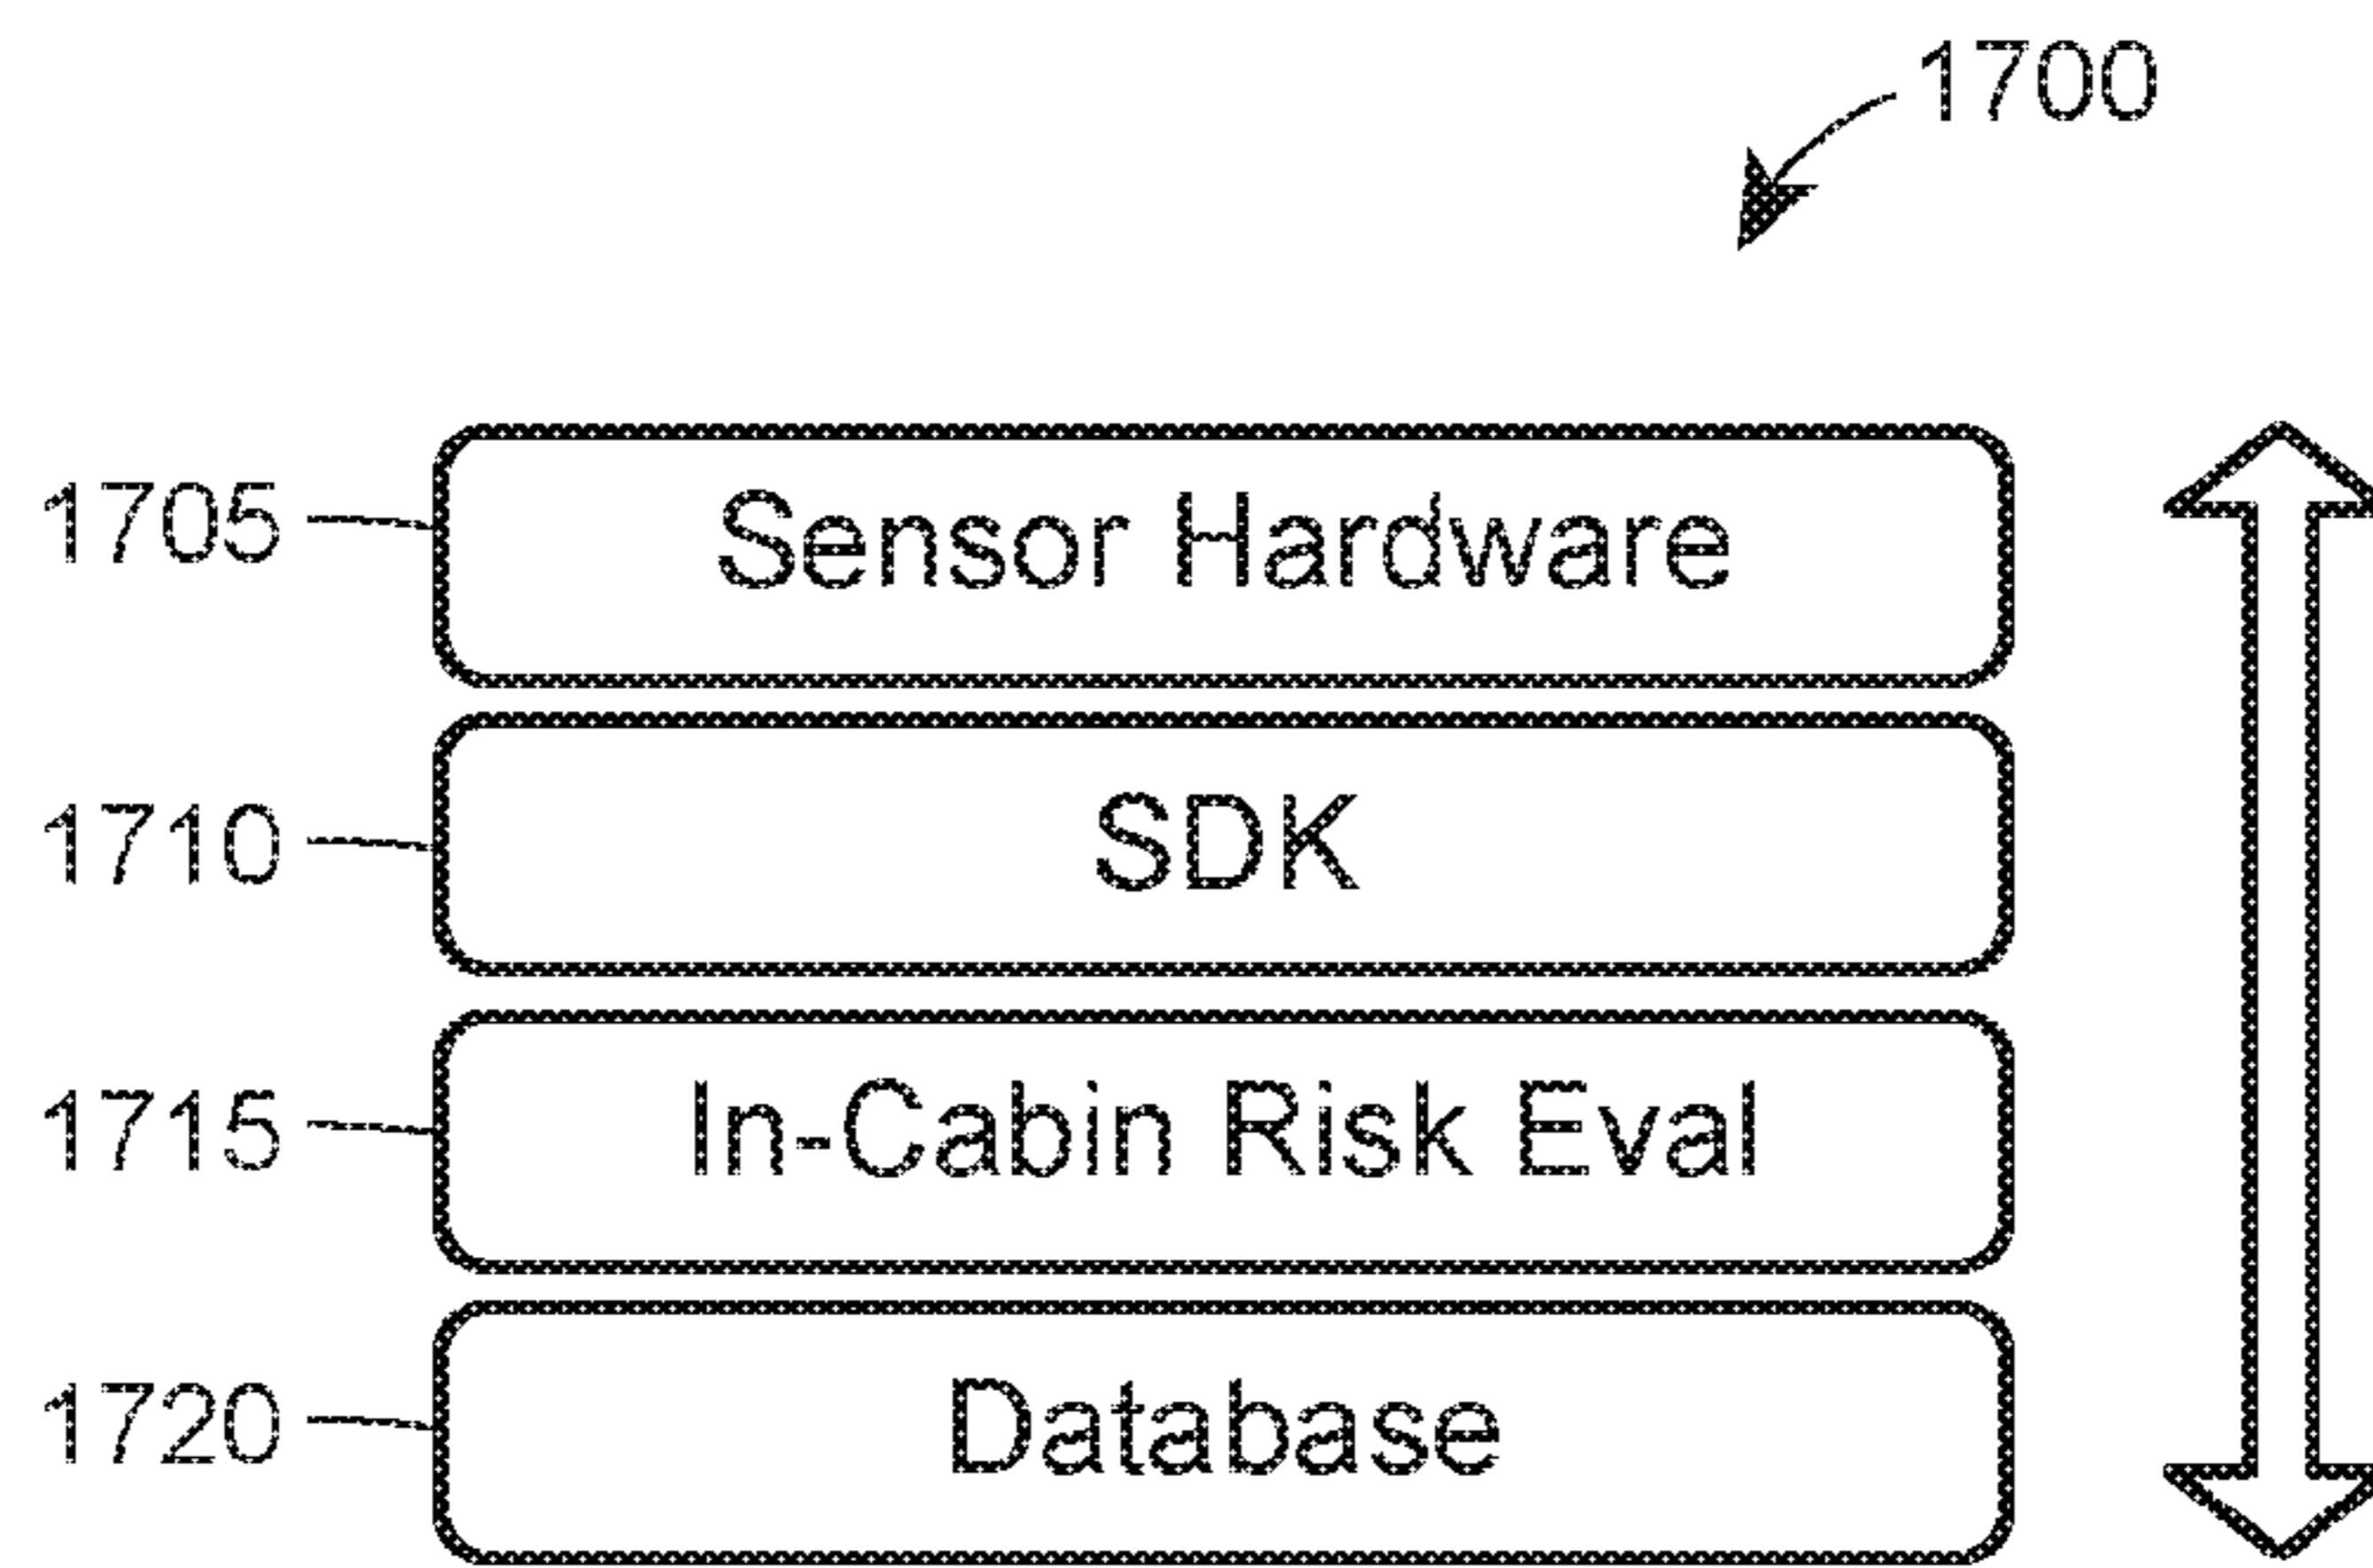 1700
1705 Sensor Hardware
1710 SDK
1715 In-Cabin Risk Eval
1720 Database